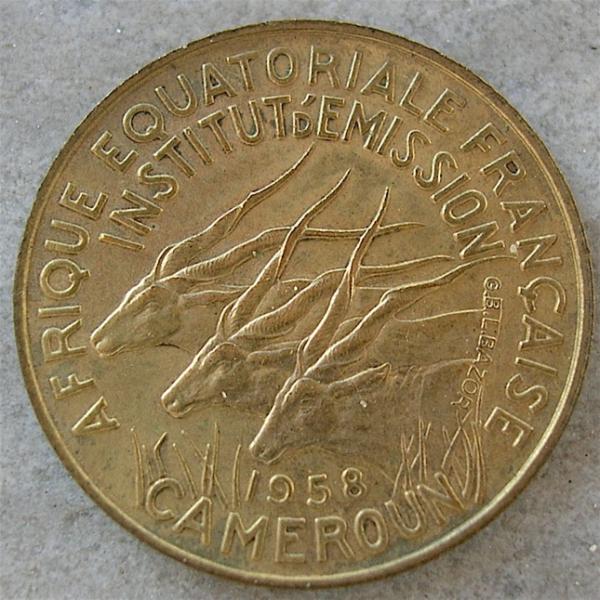 AFRIQUE EQUATORIALE FRANÇAISE
INSTITUT D'EMISSION
G.B.L.BAZOR
1958
CAMEROUN